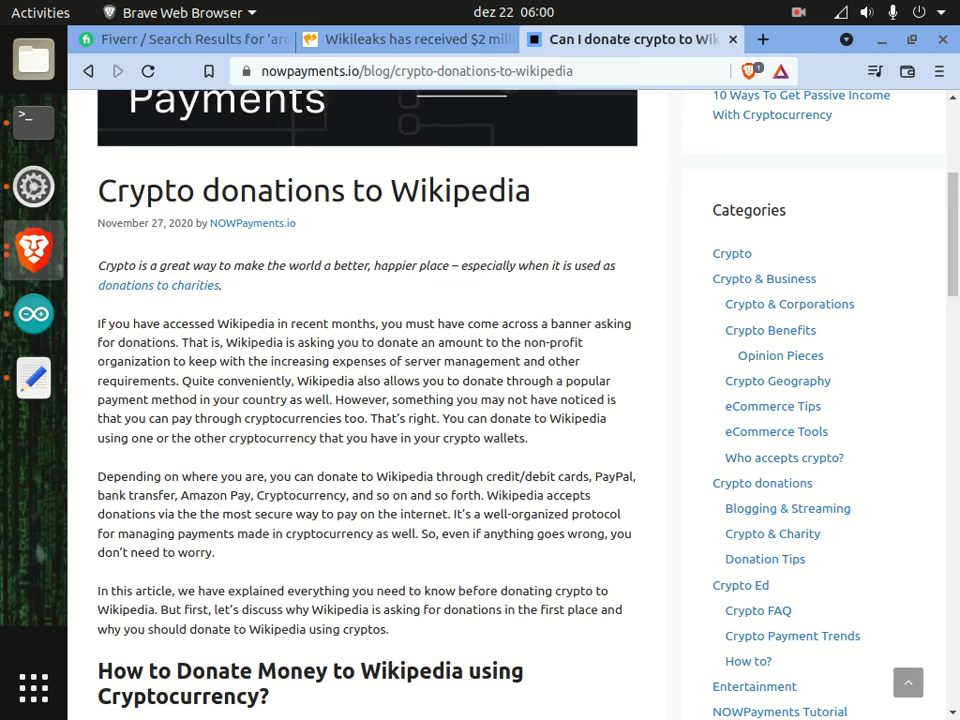 Activities
Brave Web Browser
dez 22 06:00
Fiverr / Search Results for 'ard
Wikileaks has received $2 mill
Can I donate crypto to Wik
nowpayments.io/blog/crypto-donations-to-wikipedia
1
Payments
10 Ways To Get Passive Income
With Cryptocurrency
Crypto donations to Wikipedia
November 27, 2020 by NOWPayments.io
Crypto is a great way to make the world a better, happier place – especially when it is used as
donations to charities.
If you have accessed Wikipedia in recent months, you must have come across a banner asking
for donations. That is, Wikipedia is asking you to donate an amount to the non-profit
organization to keep with the increasing expenses of server management and other
requirements. Quite conveniently, Wikipedia also allows you to donate through a popular
payment method in your country as well. However, something you may not have noticed is
that you can pay through cryptocurrencies too. That's right. You can donate to Wikipedia
using one or the other cryptocurrency that you have in your crypto wallets.
Depending on where you are, you can donate to Wikipedia through credit/debit cards, PayPal,
bank transfer, Amazon Pay, Cryptocurrency, and so on and so forth. Wikipedia accepts
donations via the the most secure way to pay on the internet. It's a well-organized protocol
for managing payments made in cryptocurrency as well. So, even if anything goes wrong, you
don't need to worry.
In this article, we have explained everything you need to know before donating crypto to
Wikipedia. But first, let's discuss why Wikipedia is asking for donations in the first place and
why you should donate to Wikipedia using cryptos.
How to Donate Money to Wikipedia using
Cryptocurrency?
Categories
Crypto
Crypto & Business
Crypto & Corporations
Crypto Benefits
Opinion Pieces
Crypto Geography
eCommerce Tips
eCommerce Tools
Who accepts crypto?
Crypto donations
Blogging & Streaming
Crypto & Charity
Donation Tips
Crypto Ed
Crypto FAQ
Crypto Payment Trends
How to?
Entertainment
NOWPayments Tutorial